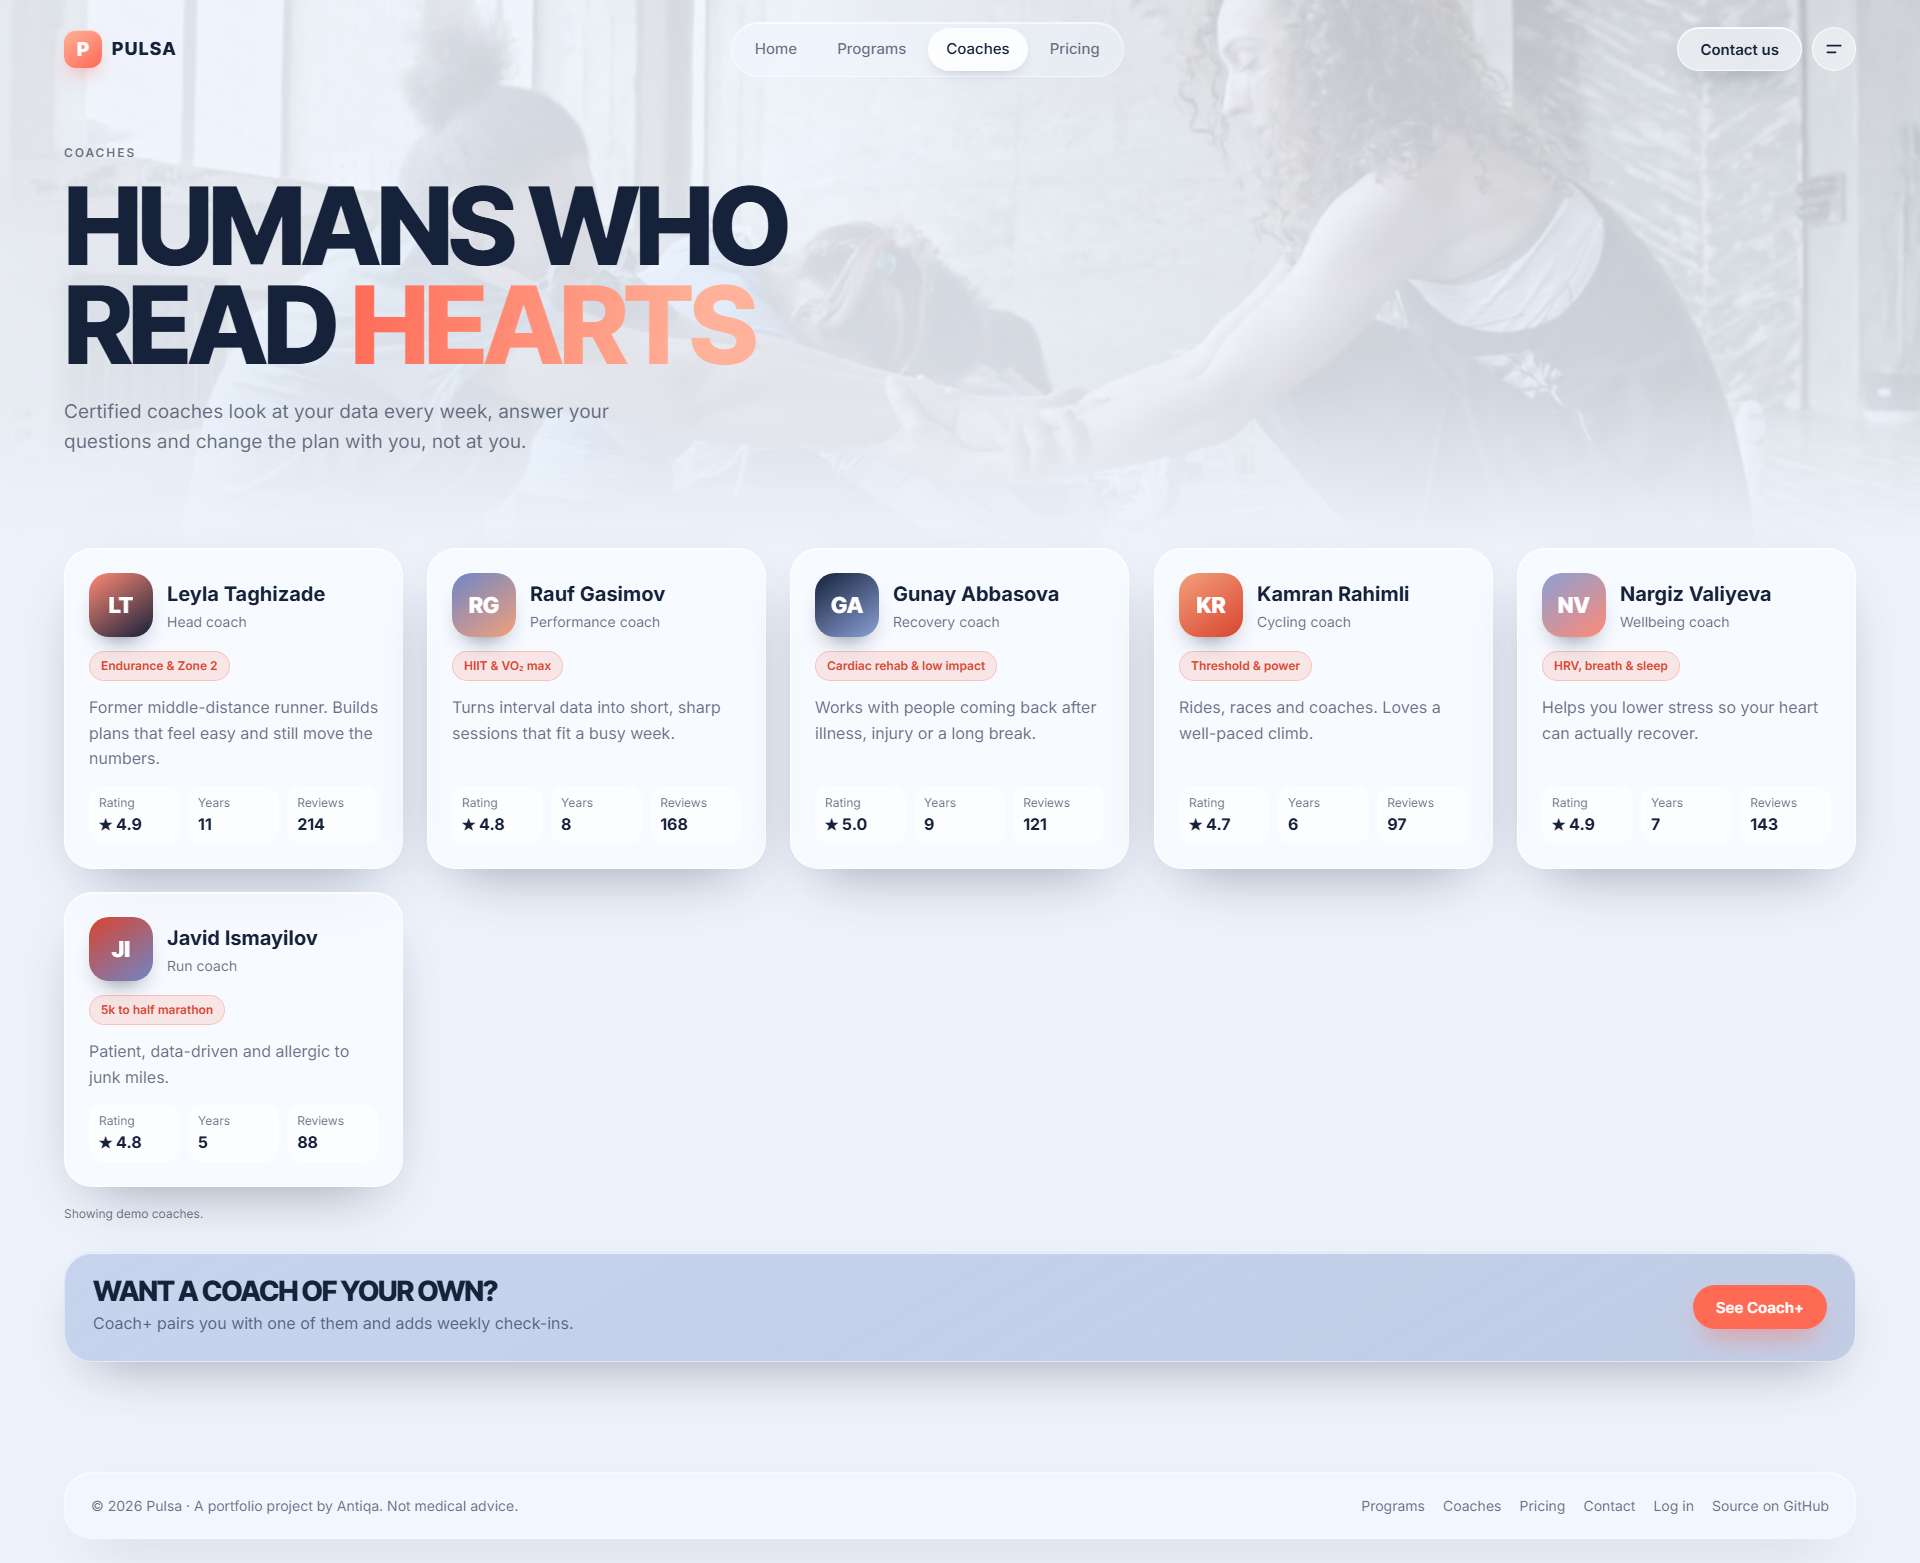 P PULSA
Home Programs Coaches Pricing
Contact us
COACHES
HUMANS WHO
READ HEARTS
Certified coaches look at your data every week, answer your
questions and change the plan with you, not at you.
LT
Leyla Taghizade
Head coach
Endurance & Zone 2
Former middle-distance runner. Builds
plans that feel easy and still move the
numbers.
Rating Years Reviews
★ 4.9 11 214
RG
Rauf Gasimov
Performance coach
HIIT & VO₂ max
Turns interval data into short, sharp
sessions that fit a busy week.
Rating Years Reviews
★ 4.8 8 168
GA
Gunay Abbasova
Recovery coach
Cardiac rehab & low impact
Works with people coming back after
illness, injury or a long break.
Rating Years Reviews
★ 5.0 9 121
KR
Kamran Rahimli
Cycling coach
Threshold & power
Rides, races and coaches. Loves a
well-paced climb.
Rating Years Reviews
★ 4.7 6 97
NV
Nargiz Valiyeva
Wellbeing coach
HRV, breath & sleep
Helps you lower stress so your heart
can actually recover.
Rating Years Reviews
★ 4.9 7 143
JI
Javid Ismayilov
Run coach
5k to half marathon
Patient, data-driven and allergic to
junk miles.
Rating Years Reviews
★ 4.8 5 88
Showing demo coaches.
WANT A COACH OF YOUR OWN?
Coach+ pairs you with one of them and adds weekly check-ins.
See Coach+
© 2026 Pulsa · A portfolio project by Antiqa. Not medical advice.
Programs Coaches Pricing Contact Log in Source on GitHub